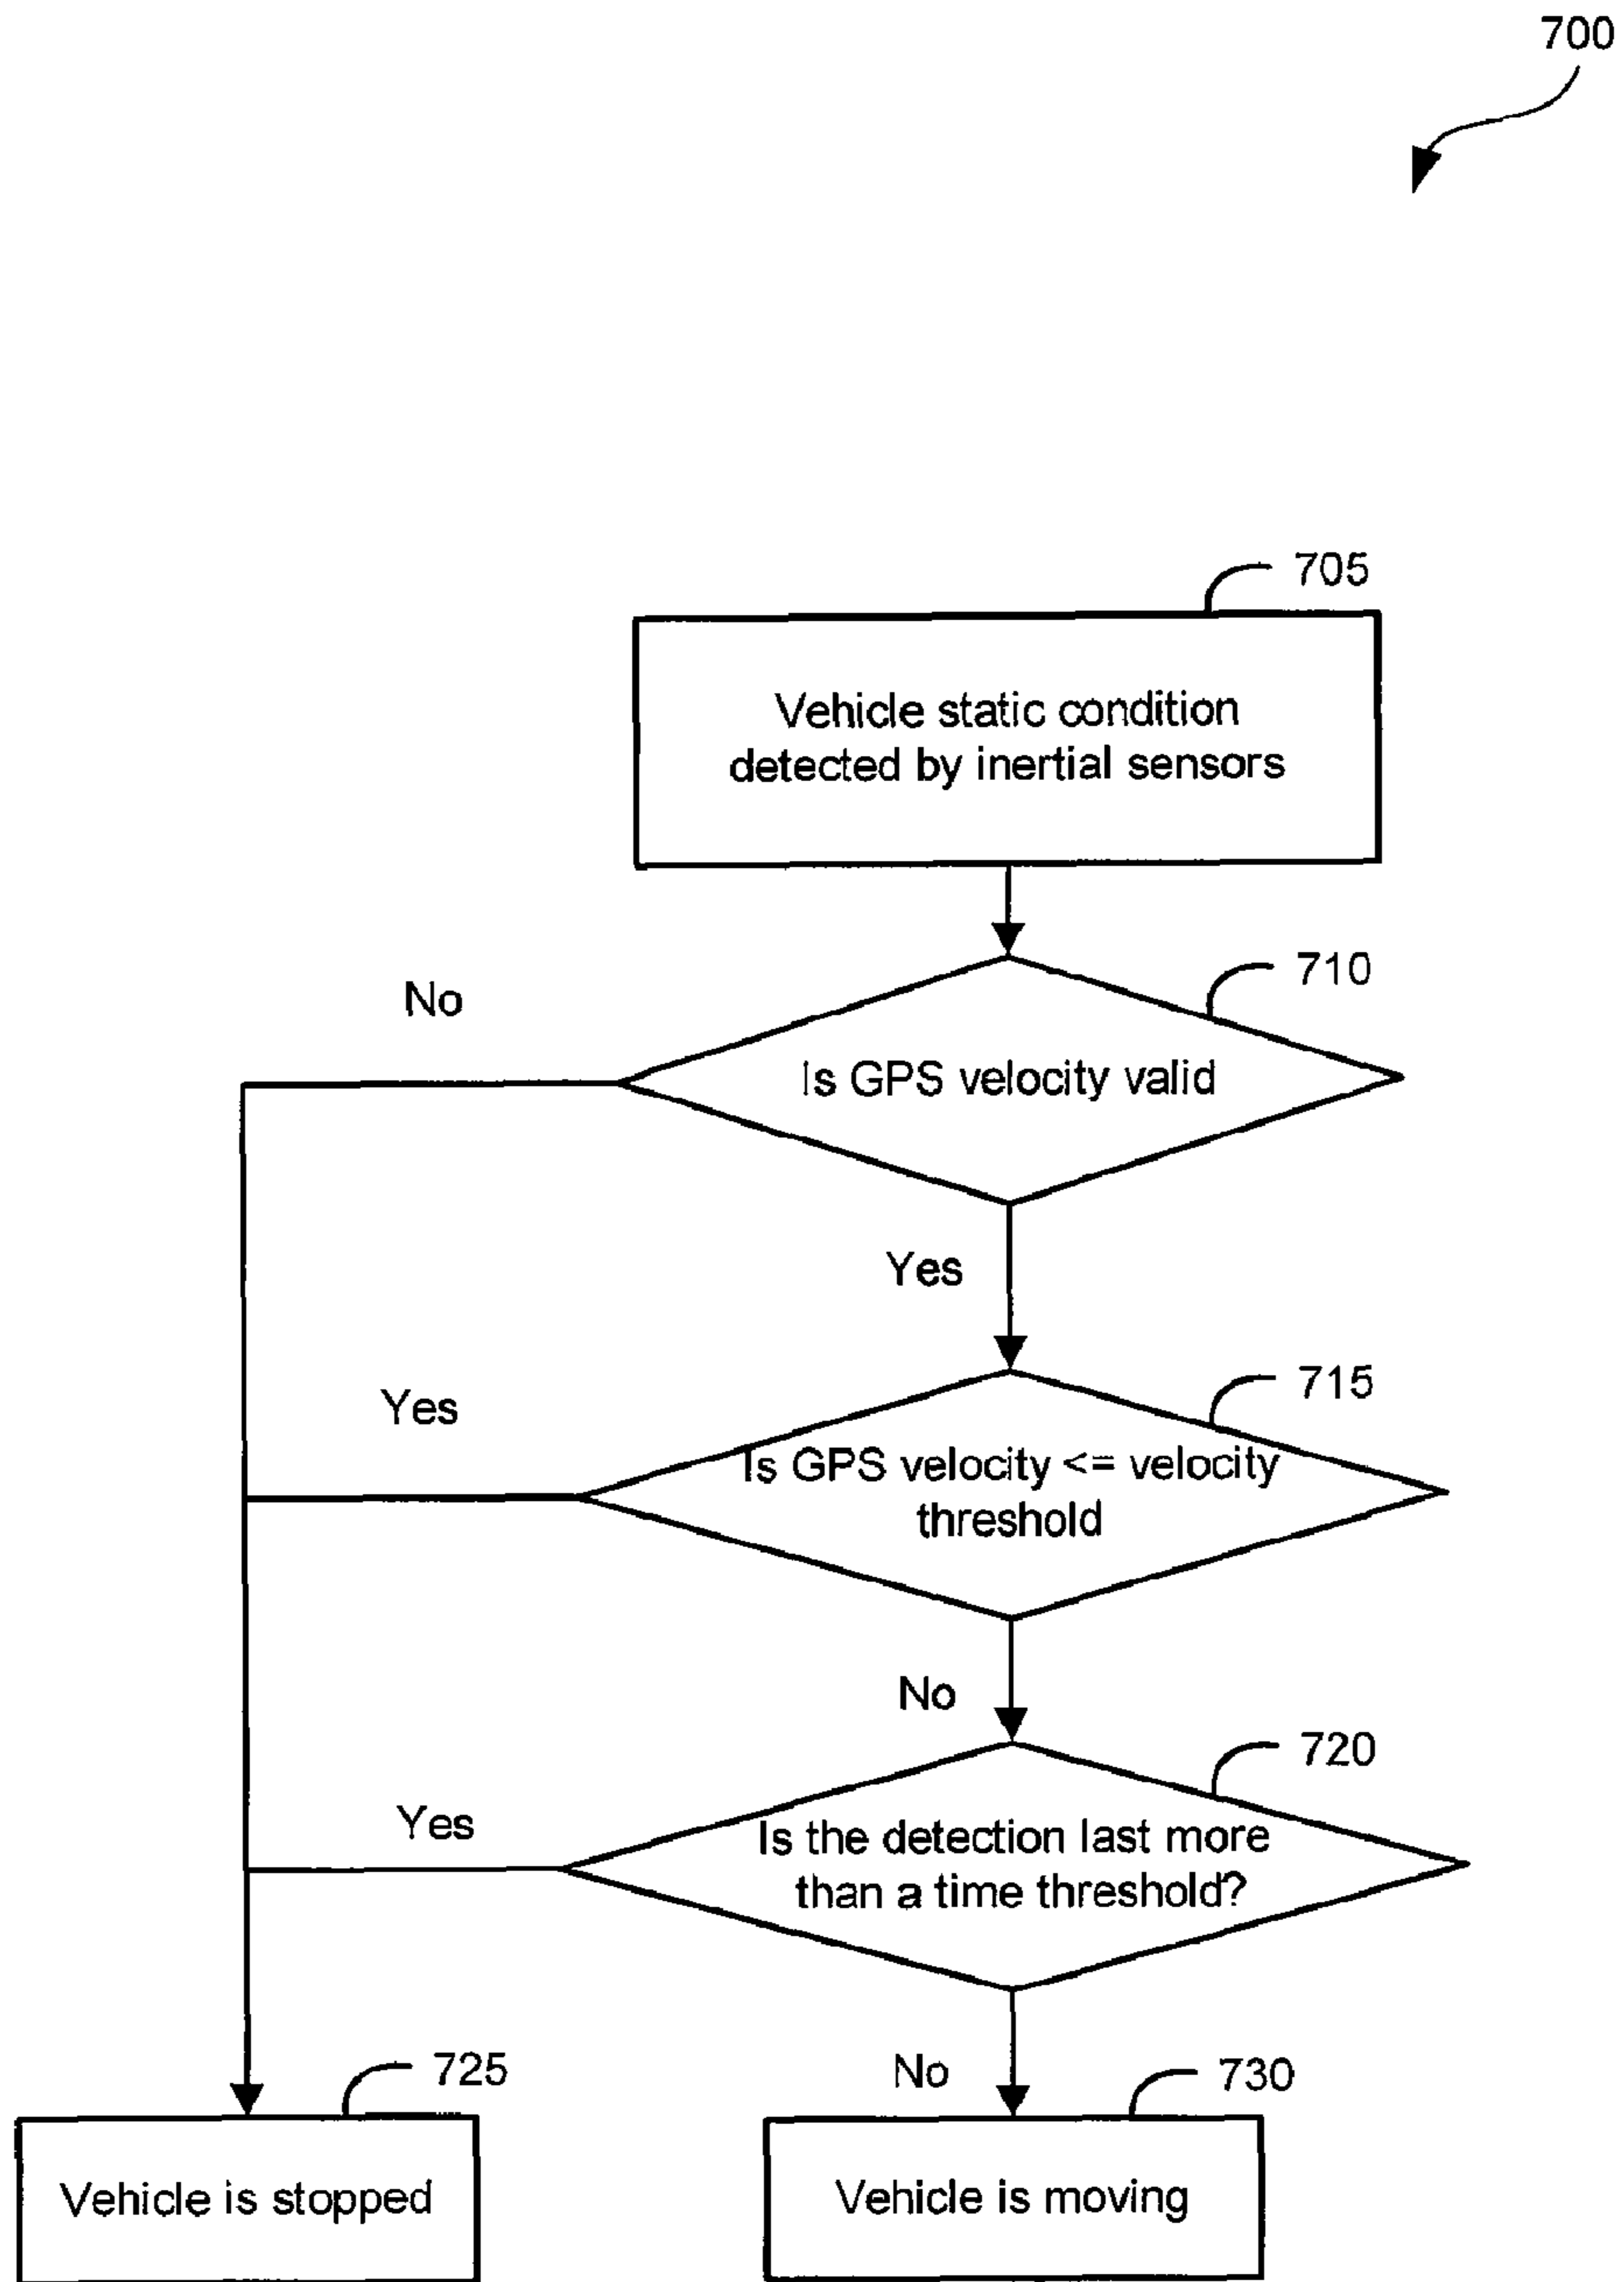 700
705
Vehicle static condition
detected by inertial sensors
710
No
Is GPS velocity valid
Yes
715
Yes
Is GPS velocity <= velocity
threshold
No
720
Yes
Is the detection last more
than a time threshold?
725
No
730
Vehicle is stopped
Vehicle is moving